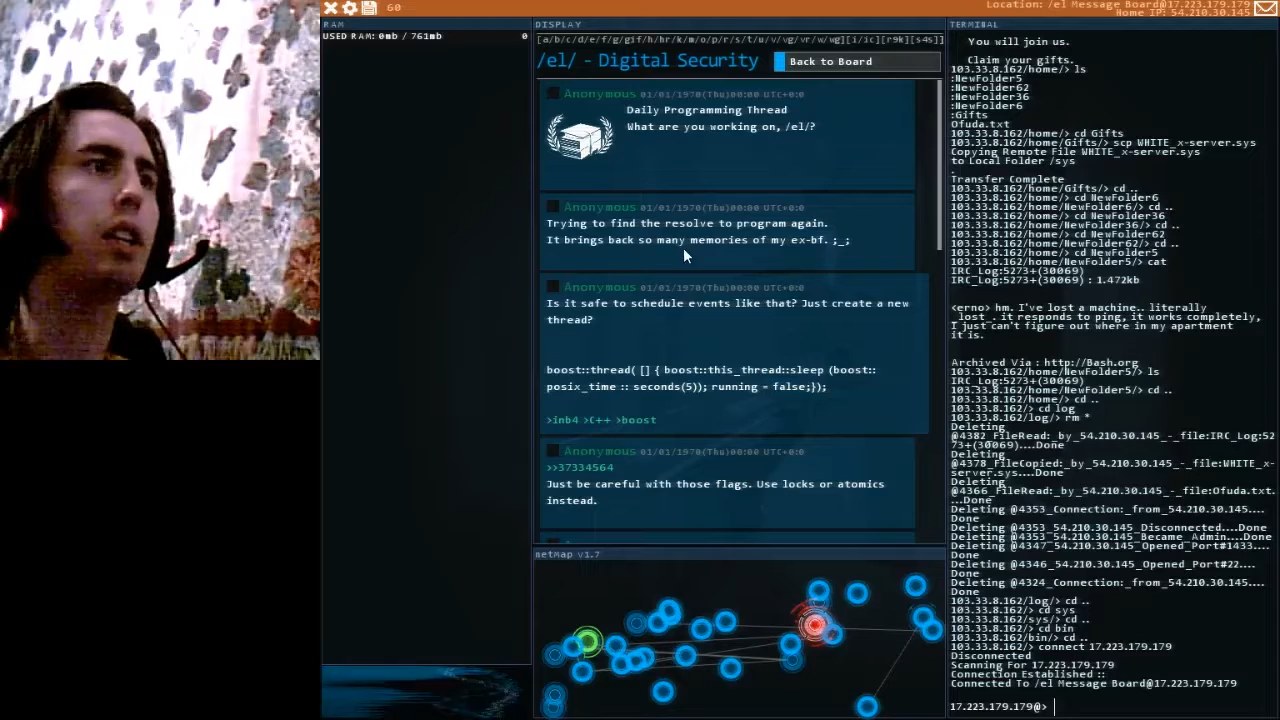 60
Location: /el Message Board@17.223.179.179
Home IP: 54.210.30.145
RAM
USED RAM: 0mb / 761mb
0
DISPLAY
[a/b/c/d/e/f/g/gif/h/hr/k/m/o/p/r/s/t/u/v/vg/vr/w/wg][i/ic][r9k][s4s]]
/el/ - Digital Security
Back to Board
Anonymous 01/01/1970(Thu)00:00 UTC+0:0
Daily Programming Thread
What are you working on, /el/?
Anonymous 01/01/1970(Thu)00:00 UTC+0:0
Trying to find the resolve to program again.
It brings back so many memories of my ex-bf. ;_;
Anonymous 01/01/1970(Thu)00:00 UTC+0:0
Is it safe to schedule events like that? Just create a new
thread?
boost::thread( [] { boost::this_thread::sleep (boost::
posix_time :: seconds(5)); running = false;});
>inb4 >C++ >boost
Anonymous 01/01/1970(Thu)00:00 UTC+0:0
>>37334564
Just be careful with those flags. Use locks or atomics
instead.
netMap v1.7
TERMINAL
You will join us.
Claim your gifts.
103.33.8.162/home/> ls
:NewFolder5
:NewFolder62
:NewFolder36
:NewFolder6
:Gifts
Ofuda.txt
103.33.8.162/home/> cd Gifts
103.33.8.162/home/Gifts/> scp WHITE_x-server.sys
Copying Remote File WHITE_x-server.sys
to Local Folder /sys
.
Transfer Complete
103.33.8.162/home/Gifts/> cd ..
103.33.8.162/home/> cd NewFolder6
103.33.8.162/home/NewFolder6/> cd ..
103.33.8.162/home/> cd NewFolder36
103.33.8.162/home/NewFolder36/> cd ..
103.33.8.162/home/> cd NewFolder62
103.33.8.162/home/NewFolder62/> cd ..
103.33.8.162/home/> cd NewFolder5
103.33.8.162/home/NewFolder5/> cat
IRC_Log:5273+(30069)
IRC_Log:5273+(30069) : 1.472kb
<erno> hm. I've lost a machine.. literally
_lost_. it responds to ping, it works completely,
I just can't figure out where in my apartment
it is.
Archived Via : http://Bash.org
103.33.8.162/home/NewFolder5/> ls
IRC_Log:5273+(30069)
103.33.8.162/home/NewFolder5/> cd ..
103.33.8.162/home/> cd ..
103.33.8.162/> cd log
103.33.8.162/log/> rm *
Deleting
@4382_FileRead:_by_54.210.30.145_-_file:IRC_Log:52
73+(30069)....Done
Deleting
@4378_FileCopied:_by_54.210.30.145_-_file:WHITE_x-
server.sys....Done
Deleting
@4366_FileRead:_by_54.210.30.145_-_file:Ofuda.txt.
...Done
Deleting @4353_Connection:_from_54.210.30.145....
Done
Deleting @4353_54.210.30.145_Disconnected....Done
Deleting @4353_54.210.30.145_Became_Admin....Done
Deleting @4347_54.210.30.145_Opened_Port#1433....
Done
Deleting @4346_54.210.30.145_Opened_Port#22....
Done
Deleting @4324_Connection:_from_54.210.30.145....
Done
103.33.8.162/log/> cd ..
103.33.8.162/> cd sys
103.33.8.162/sys/> cd ..
103.33.8.162/> cd bin
103.33.8.162/bin/> cd ..
103.33.8.162/> connect 17.223.179.179
Disconnected
Scanning For 17.223.179.179
Connection Established ::
Connected To /el Message Board@17.223.179.179
17.223.179.179@>